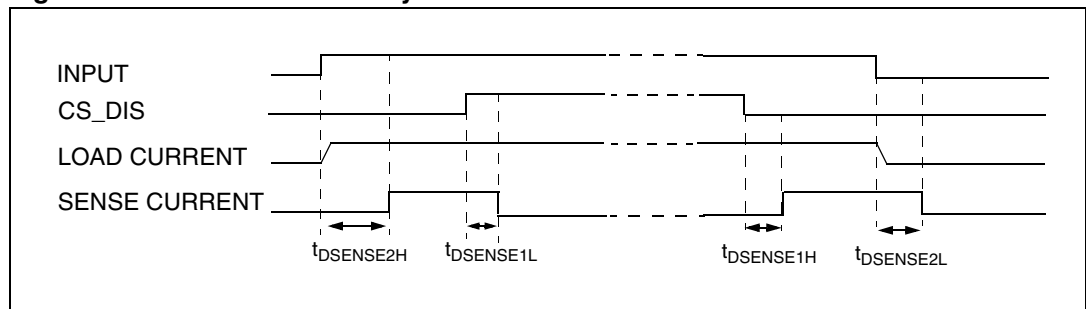 INPUT
CS_DIS
LOAD CURRENT
SENSE CURRENT
tDSENSE2H
tDSENSE1L
tDSENSE1H
tDSENSE2L